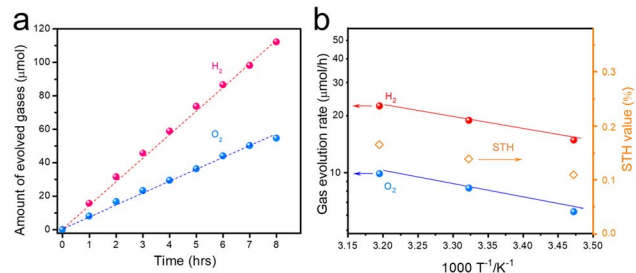 a
Amount of evolved gases (μmol)
120
100
80
60
40
20
0
H₂
O₂
0 1 2 3 4 5 6 7 8
Time (hrs)
b
Gas evolution rate (μmol/h)
50
40
30
20
10
H₂
STH
O₂
0.3
0.2
0.1
0.0
STH value (%)
3.15 3.20 3.25 3.30 3.35 3.40 3.45 3.50
1000 T⁻¹/K⁻¹